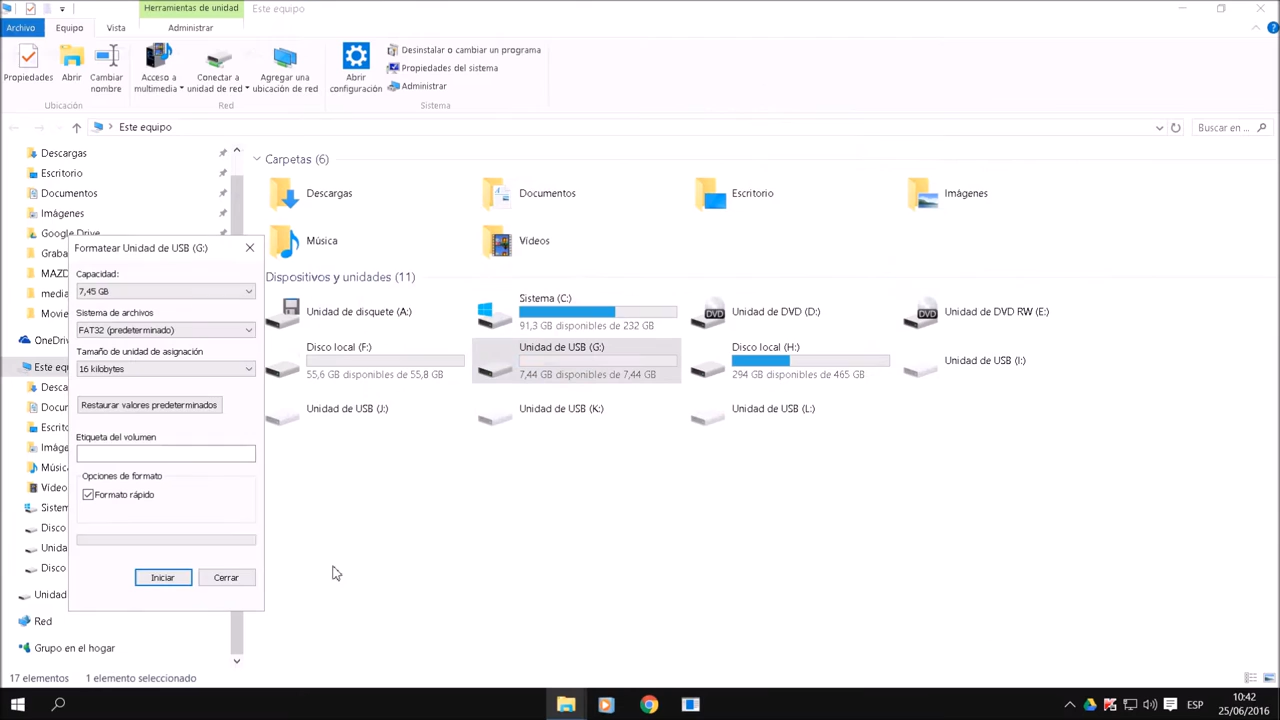 Herramientas de unidad
Este equipo
Archivo
Equipo
Vista
Administrar
Propiedades
Abrir
Cambiar nombre
Ubicación
Acceso a multimedia
Conectar a unidad de red
Agregar una ubicación de red
Red
Abrir configuración
Desinstalar o cambiar un programa
Propiedades del sistema
Administrar
Sistema
Este equipo
Buscar en ...
Descargas
Escritorio
Documentos
Imágenes
Google Drive
Graba
MAZD
media
Movie
OneDriv
Este equ
Desca
Docu
Escrito
Imáge
Música
Vídeo
Sistem
Disco
Unida
Disco
Unidad
Red
Grupo en el hogar
Formatear Unidad de USB (G:)
Capacidad:
7,45 GB
Sistema de archivos
FAT32 (predeterminado)
Tamaño de unidad de asignación
16 kilobytes
Restaurar valores predeterminados
Etiqueta del volumen
Opciones de formato
Formato rápido
Iniciar
Cerrar
Carpetas (6)
Descargas
Documentos
Escritorio
Imágenes
Música
Vídeos
Dispositivos y unidades (11)
Unidad de disquete (A:)
Sistema (C:)
91,3 GB disponibles de 232 GB
Unidad de DVD (D:)
DVD
Unidad de DVD RW (E:)
DVD
Disco local (F:)
55,6 GB disponibles de 55,8 GB
Unidad de USB (G:)
7,44 GB disponibles de 7,44 GB
Disco local (H:)
294 GB disponibles de 465 GB
Unidad de USB (I:)
Unidad de USB (J:)
Unidad de USB (K:)
Unidad de USB (L:)
17 elementos
1 elemento seleccionado
ESP
10:42
25/06/2016